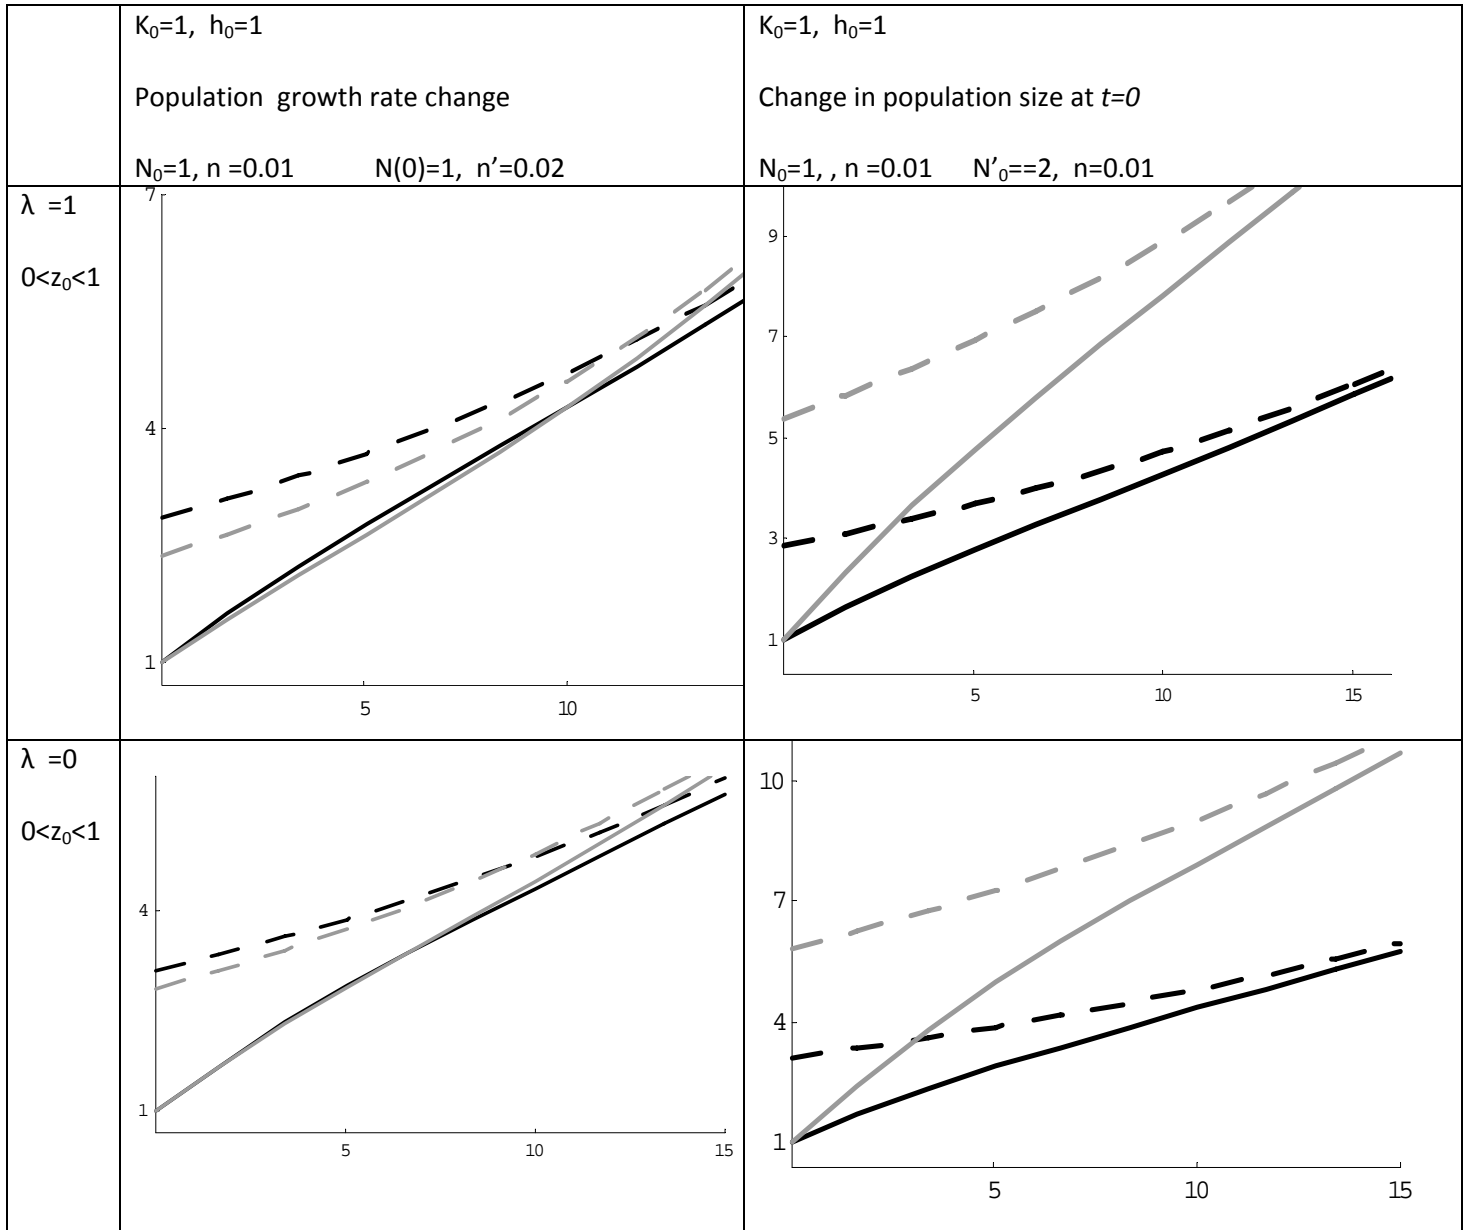 K₀=1, h₀=1
Population growth rate change
N₀=1, n =0.01 N(0)=1, n’=0.02
K₀=1, h₀=1
Change in population size at t=0
N₀=1, , n =0.01 N’₀==2, n=0.01
λ =1
0<z₀<1
7
4
1
5 10
9
7
5
3
1
5 10 15
λ =0
0<z₀<1
4
1
5 10 15
10
7
4
1
5 10 15